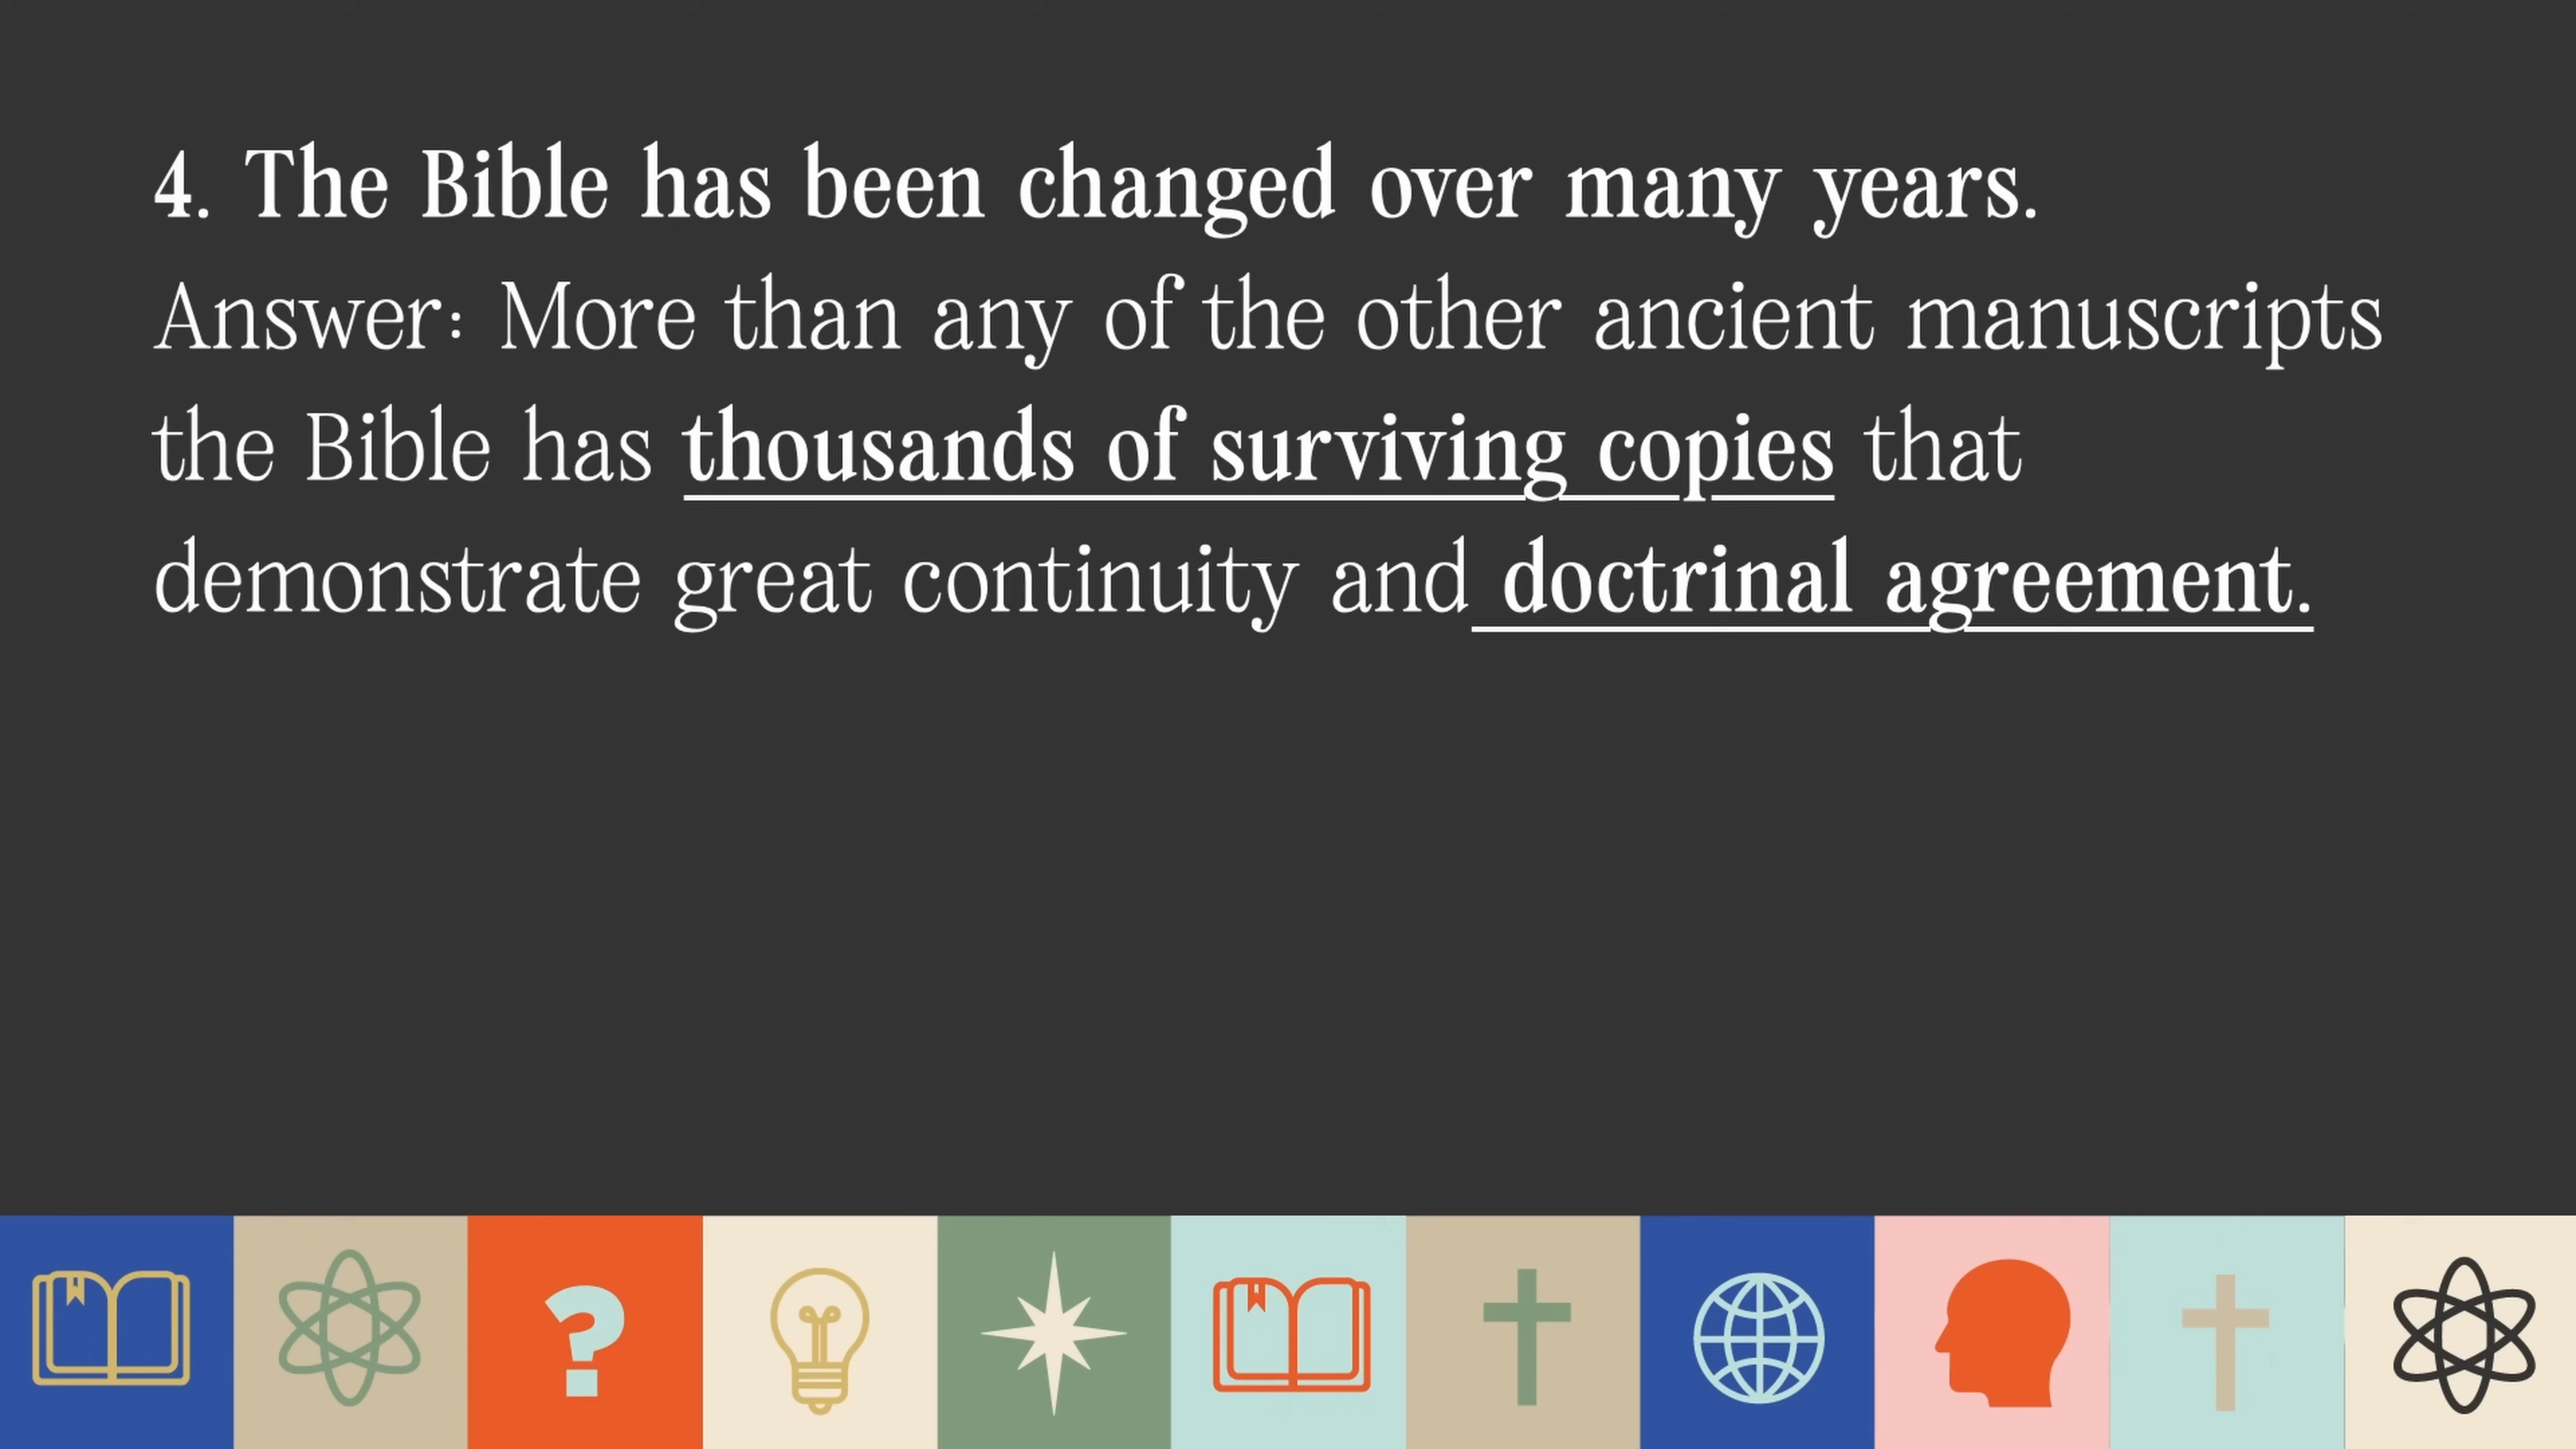 4. The Bible has been changed over many years.
Answer: More than any of the other ancient manuscripts
the Bible has thousands of surviving copies that
demonstrate great continuity and doctrinal agreement.
?